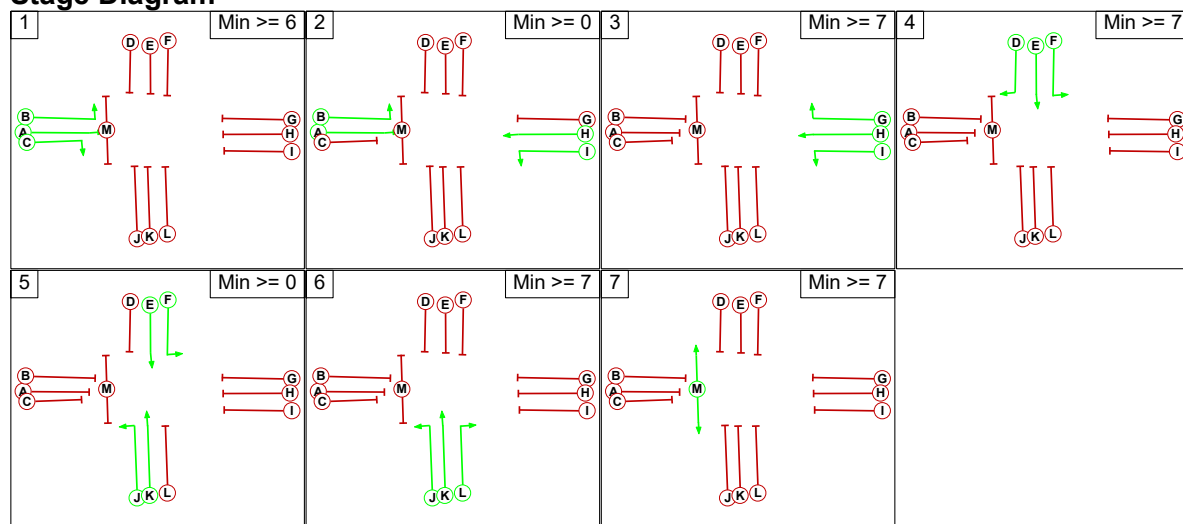 Stage Diagram
1 Min >= 6 2 Min >= 0 3 Min >= 7 4 Min >= 7
D E F D E F D E F D E F
B A C M G H I B A C M G H I B A C M G H I B A C M G H I
J K L J K L J K L J K L
5 Min >= 0 6 Min >= 7 7 Min >= 7
D E F D E F D E F
B A C M G H I B A C M G H I B A C M G H I
J K L J K L J K L